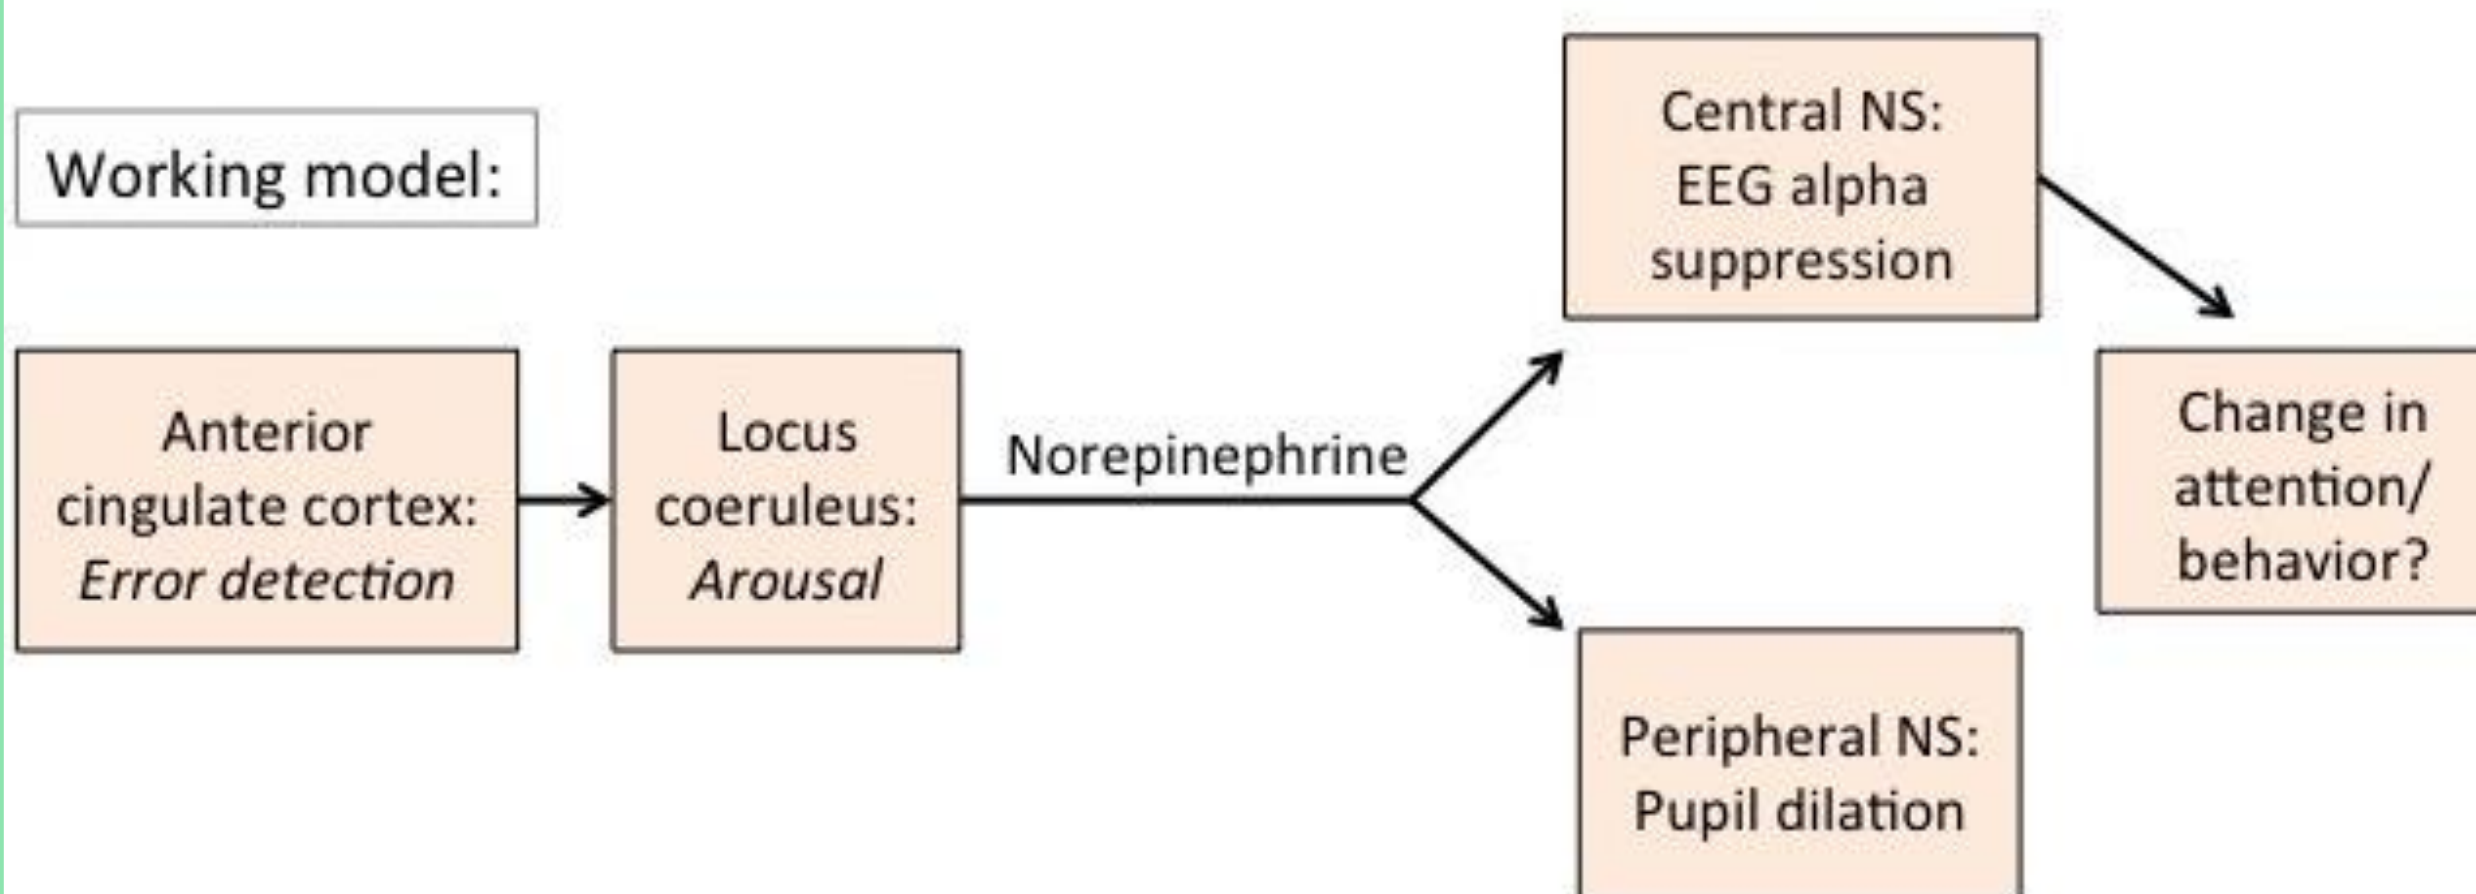 Working model:
Anterior
cingulate cortex:
Error detection
Locus
coeruleus:
Arousal
Norepinephrine
Central NS:
EEG alpha
suppression
Peripheral NS:
Pupil dilation
Change in
attention/
behavior?